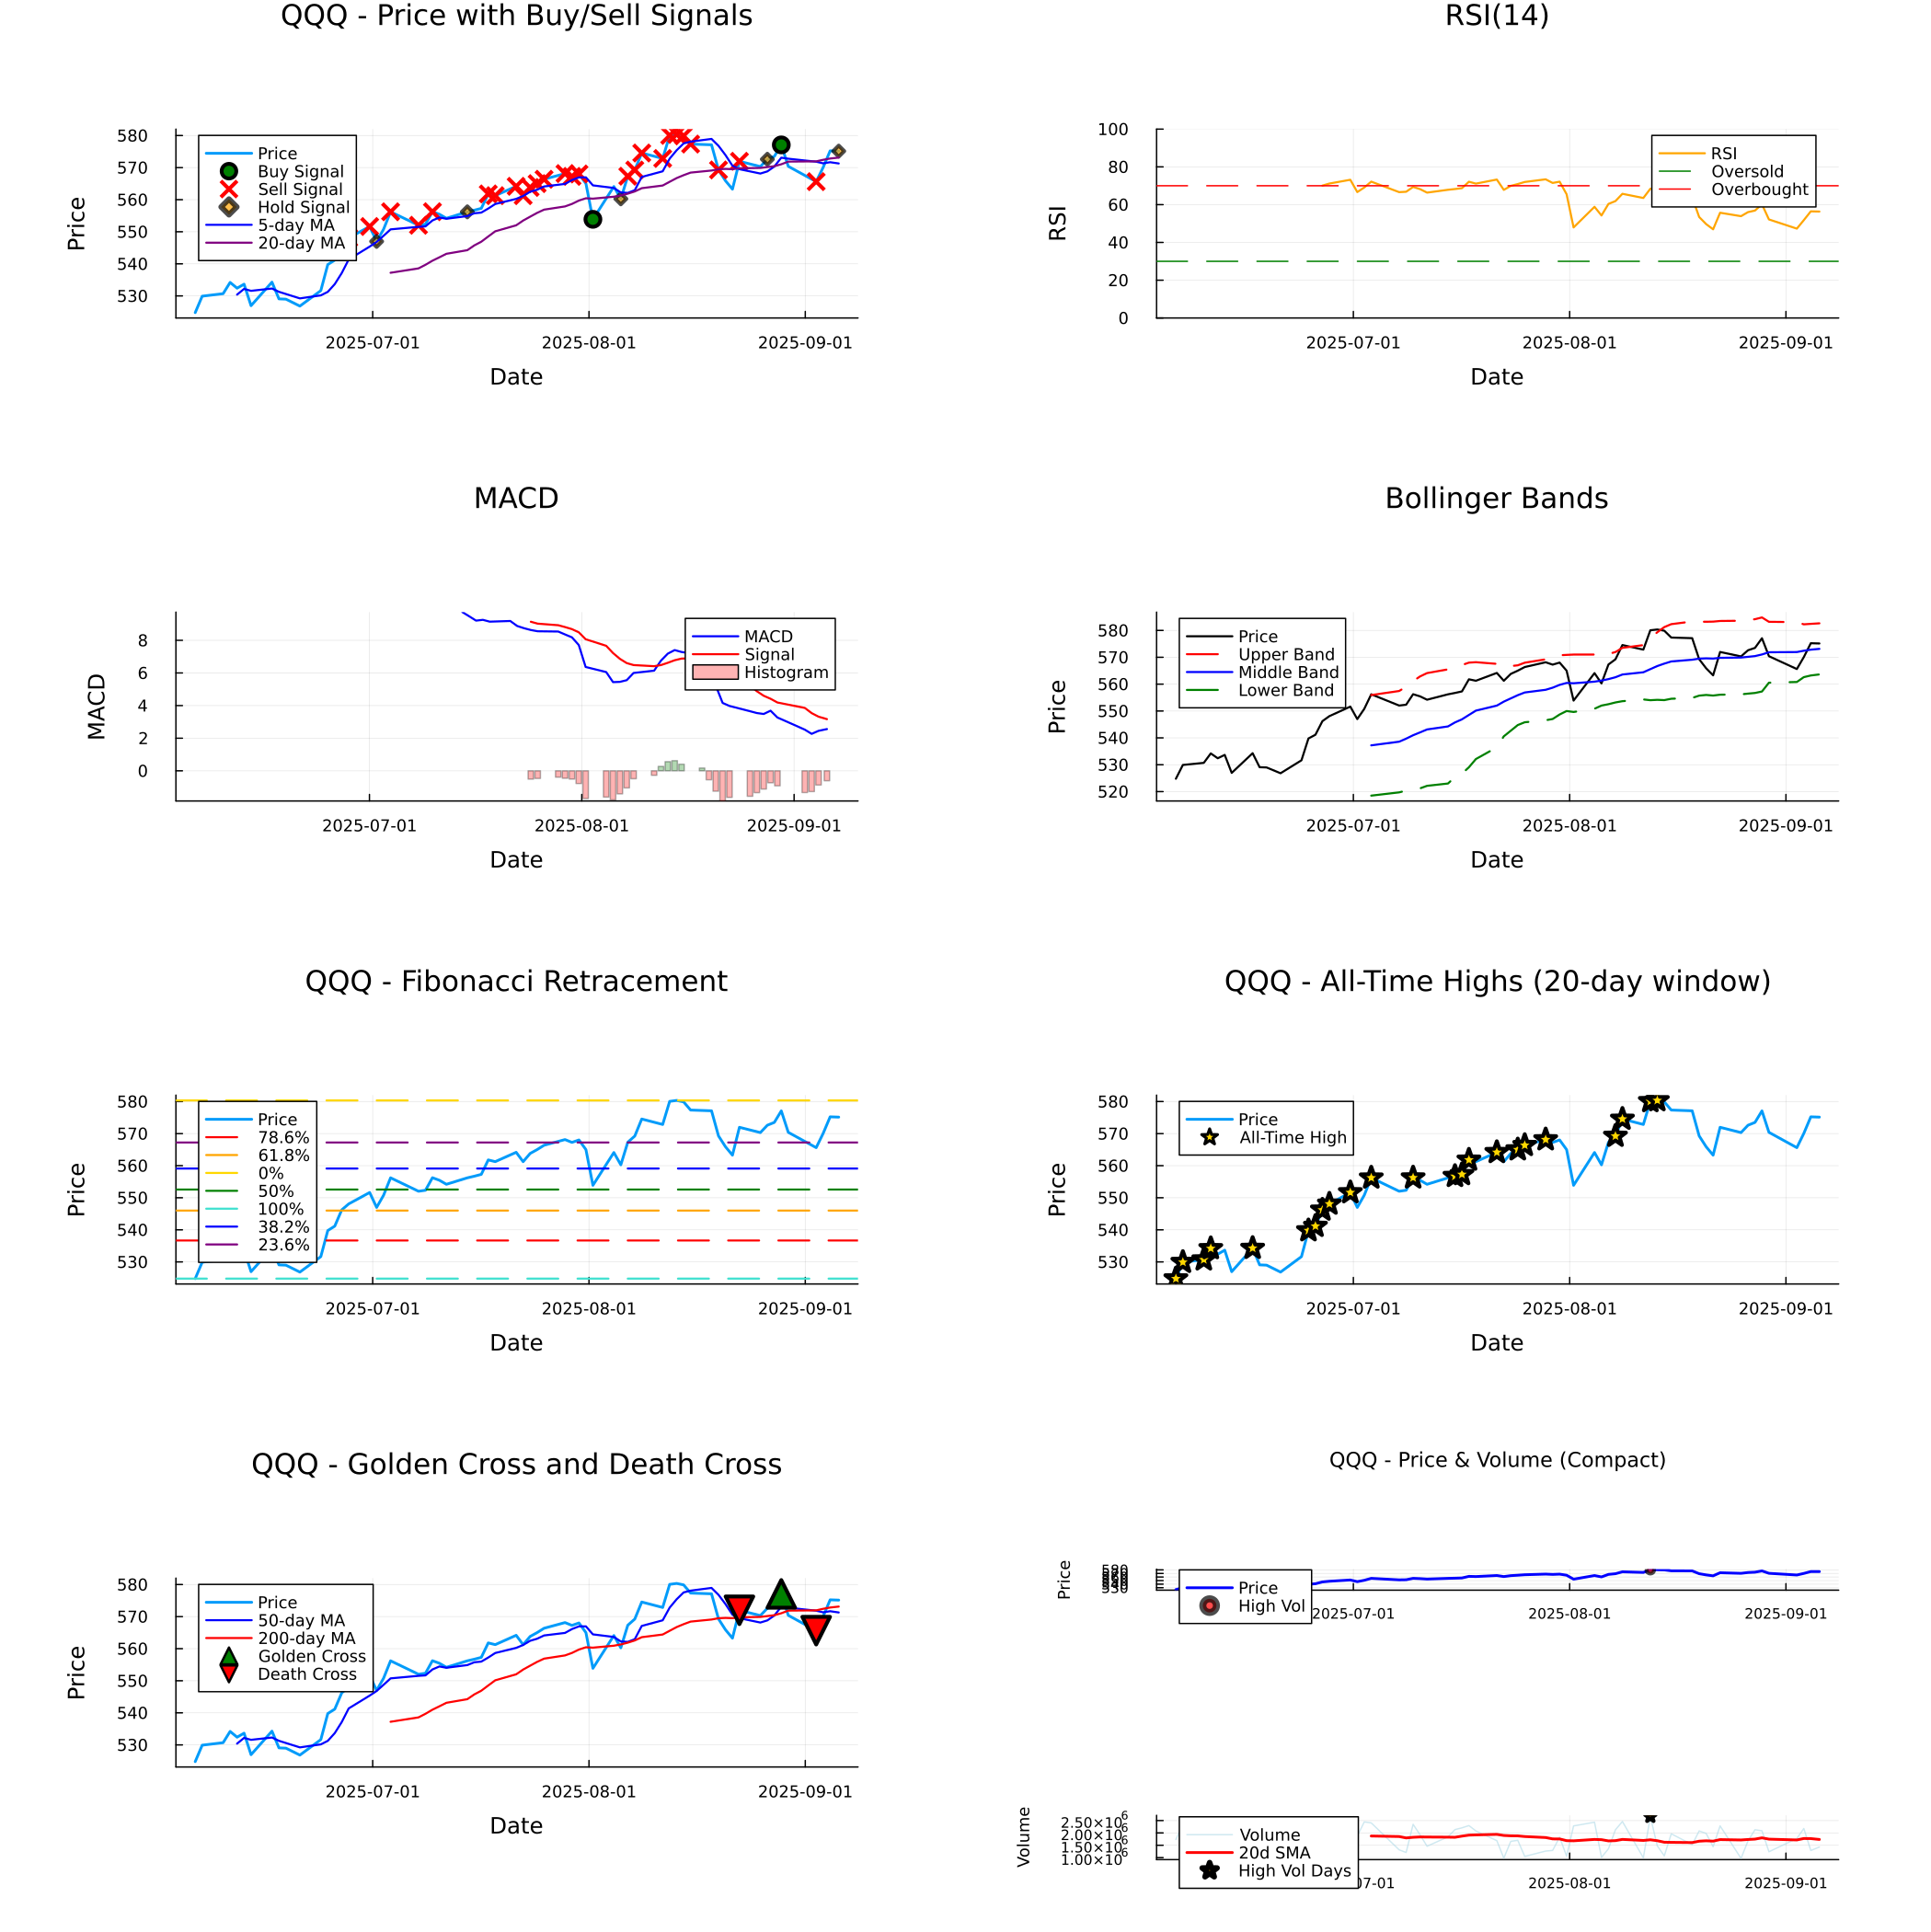 QQQ - Price with Buy/Sell Signals
Price
580
570
560
550
540
530
Price
Buy Signal
Sell Signal
Hold Signal
5-day MA
20-day MA
2025-07-01
2025-08-01
2025-09-01
Date
RSI(14)
RSI
100
80
60
40
20
0
RSI
Oversold
Overbought
2025-07-01
2025-08-01
2025-09-01
Date
MACD
MACD
8
6
4
2
0
MACD
Signal
Histogram
2025-07-01
2025-08-01
2025-09-01
Date
Bollinger Bands
Price
580
570
560
550
540
530
520
Price
Upper Band
Middle Band
Lower Band
2025-07-01
2025-08-01
2025-09-01
Date
QQQ - Fibonacci Retracement
Price
580
570
560
550
540
530
Price
78.6%
61.8%
0%
50%
100%
38.2%
23.6%
2025-07-01
2025-08-01
2025-09-01
Date
QQQ - All-Time Highs (20-day window)
Price
580
570
560
550
540
530
Price
All-Time High
2025-07-01
2025-08-01
2025-09-01
Date
QQQ - Golden Cross and Death Cross
Price
580
570
560
550
540
530
Price
50-day MA
200-day MA
Golden Cross
Death Cross
2025-07-01
2025-08-01
2025-09-01
Date
QQQ - Price & Volume (Compact)
Price
Price
High Vol
2025-07-01
2025-08-01
2025-09-01
Volume
2.50×10⁶
2.00×10⁶
1.50×10⁶
1.00×10⁶
Volume
20d SMA
High Vol Days
07-01
2025-08-01
2025-09-01